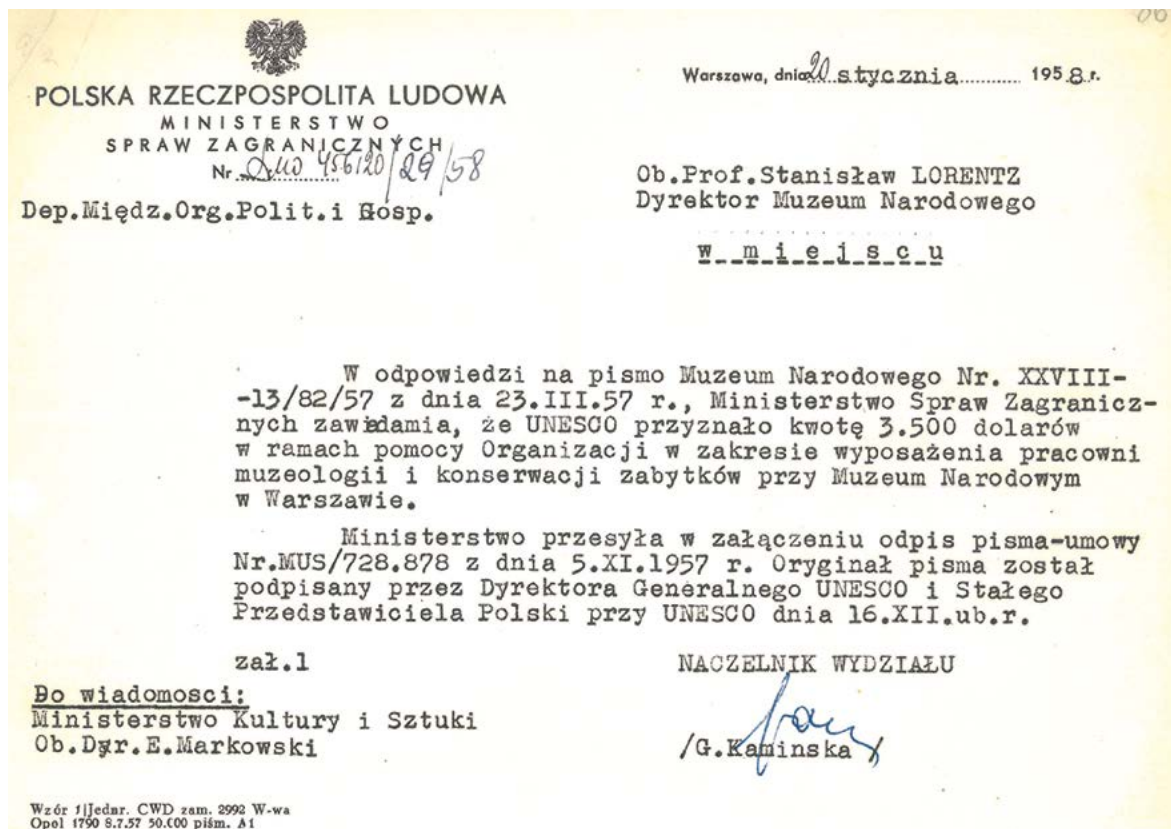 06
POLSKA RZECZPOSPOLITA LUDOWA
MINISTERSTWO
SPRAW ZAGRANICZNYCH
Nr 456/20/29/58
Dep.Międz.Org.Polit.i Hosp.
Warszawa, dnia 20 stycznia 1958 r.
Ob.Prof.Stanisław LORENTZ
Dyrektor Muzeum Narodowego
w miejscu
W odpowiedzi na pismo Muzeum Narodowego Nr. XXVIII-
-13/82/57 z dnia 23.III.57 r., Ministerstwo Spraw Zagranicz-
nych zawiadamia, że UNESCO przyznało kwotę 3.500 dolarów
w ramach pomocy Organizacji w zakresie wyposażenia pracowni
muzeologii i konserwacji zabytków przy Muzeum Narodowym
w Warszawie.
Ministerstwo przesyła w załączeniu odpis pisma-umowy
Nr.MUS/728.878 z dnia 5.XI.1957 r. Oryginał pisma został
podpisany przez Dyrektora Generalnego UNESCO i Stałego
Przedstawiciela Polski przy UNESCO dnia 16.XII.ub.r.
zał.1
NACZELNIK WYDZIAŁU
/G.Kaminska/
Do wiadomosci:
Ministerstwo Kultury i Sztuki
Ob.Dyr.E.Markowski
Wzór 1|Jednr. CWD zam. 2992 W-wa
Opol 1790 8.7.57 50.000 piśm. A1